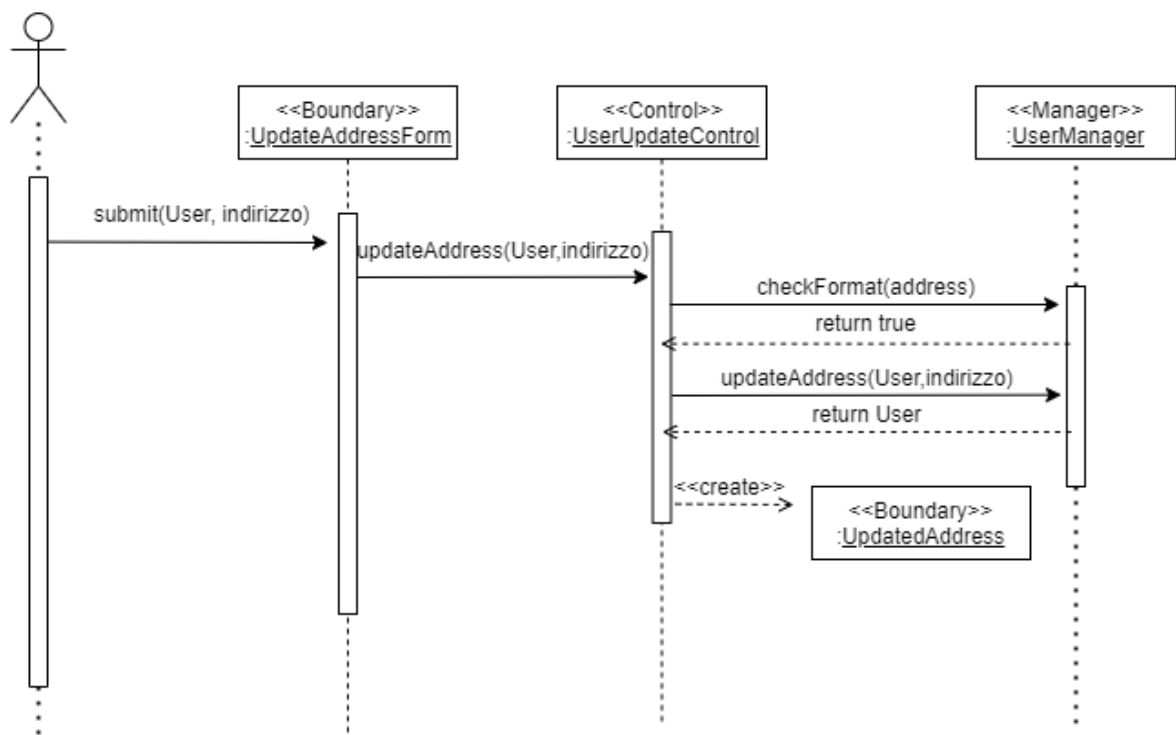 <<Boundary>>
:UpdateAddressForm
<<Control>>
:UserUpdateControl
<<Manager>>
:UserManager
submit(User, indirizzo)
updateAddress(User,indirizzo)
checkFormat(address)
return true
updateAddress(User,indirizzo)
return User
<<create>>
<<Boundary>>
:UpdatedAddress